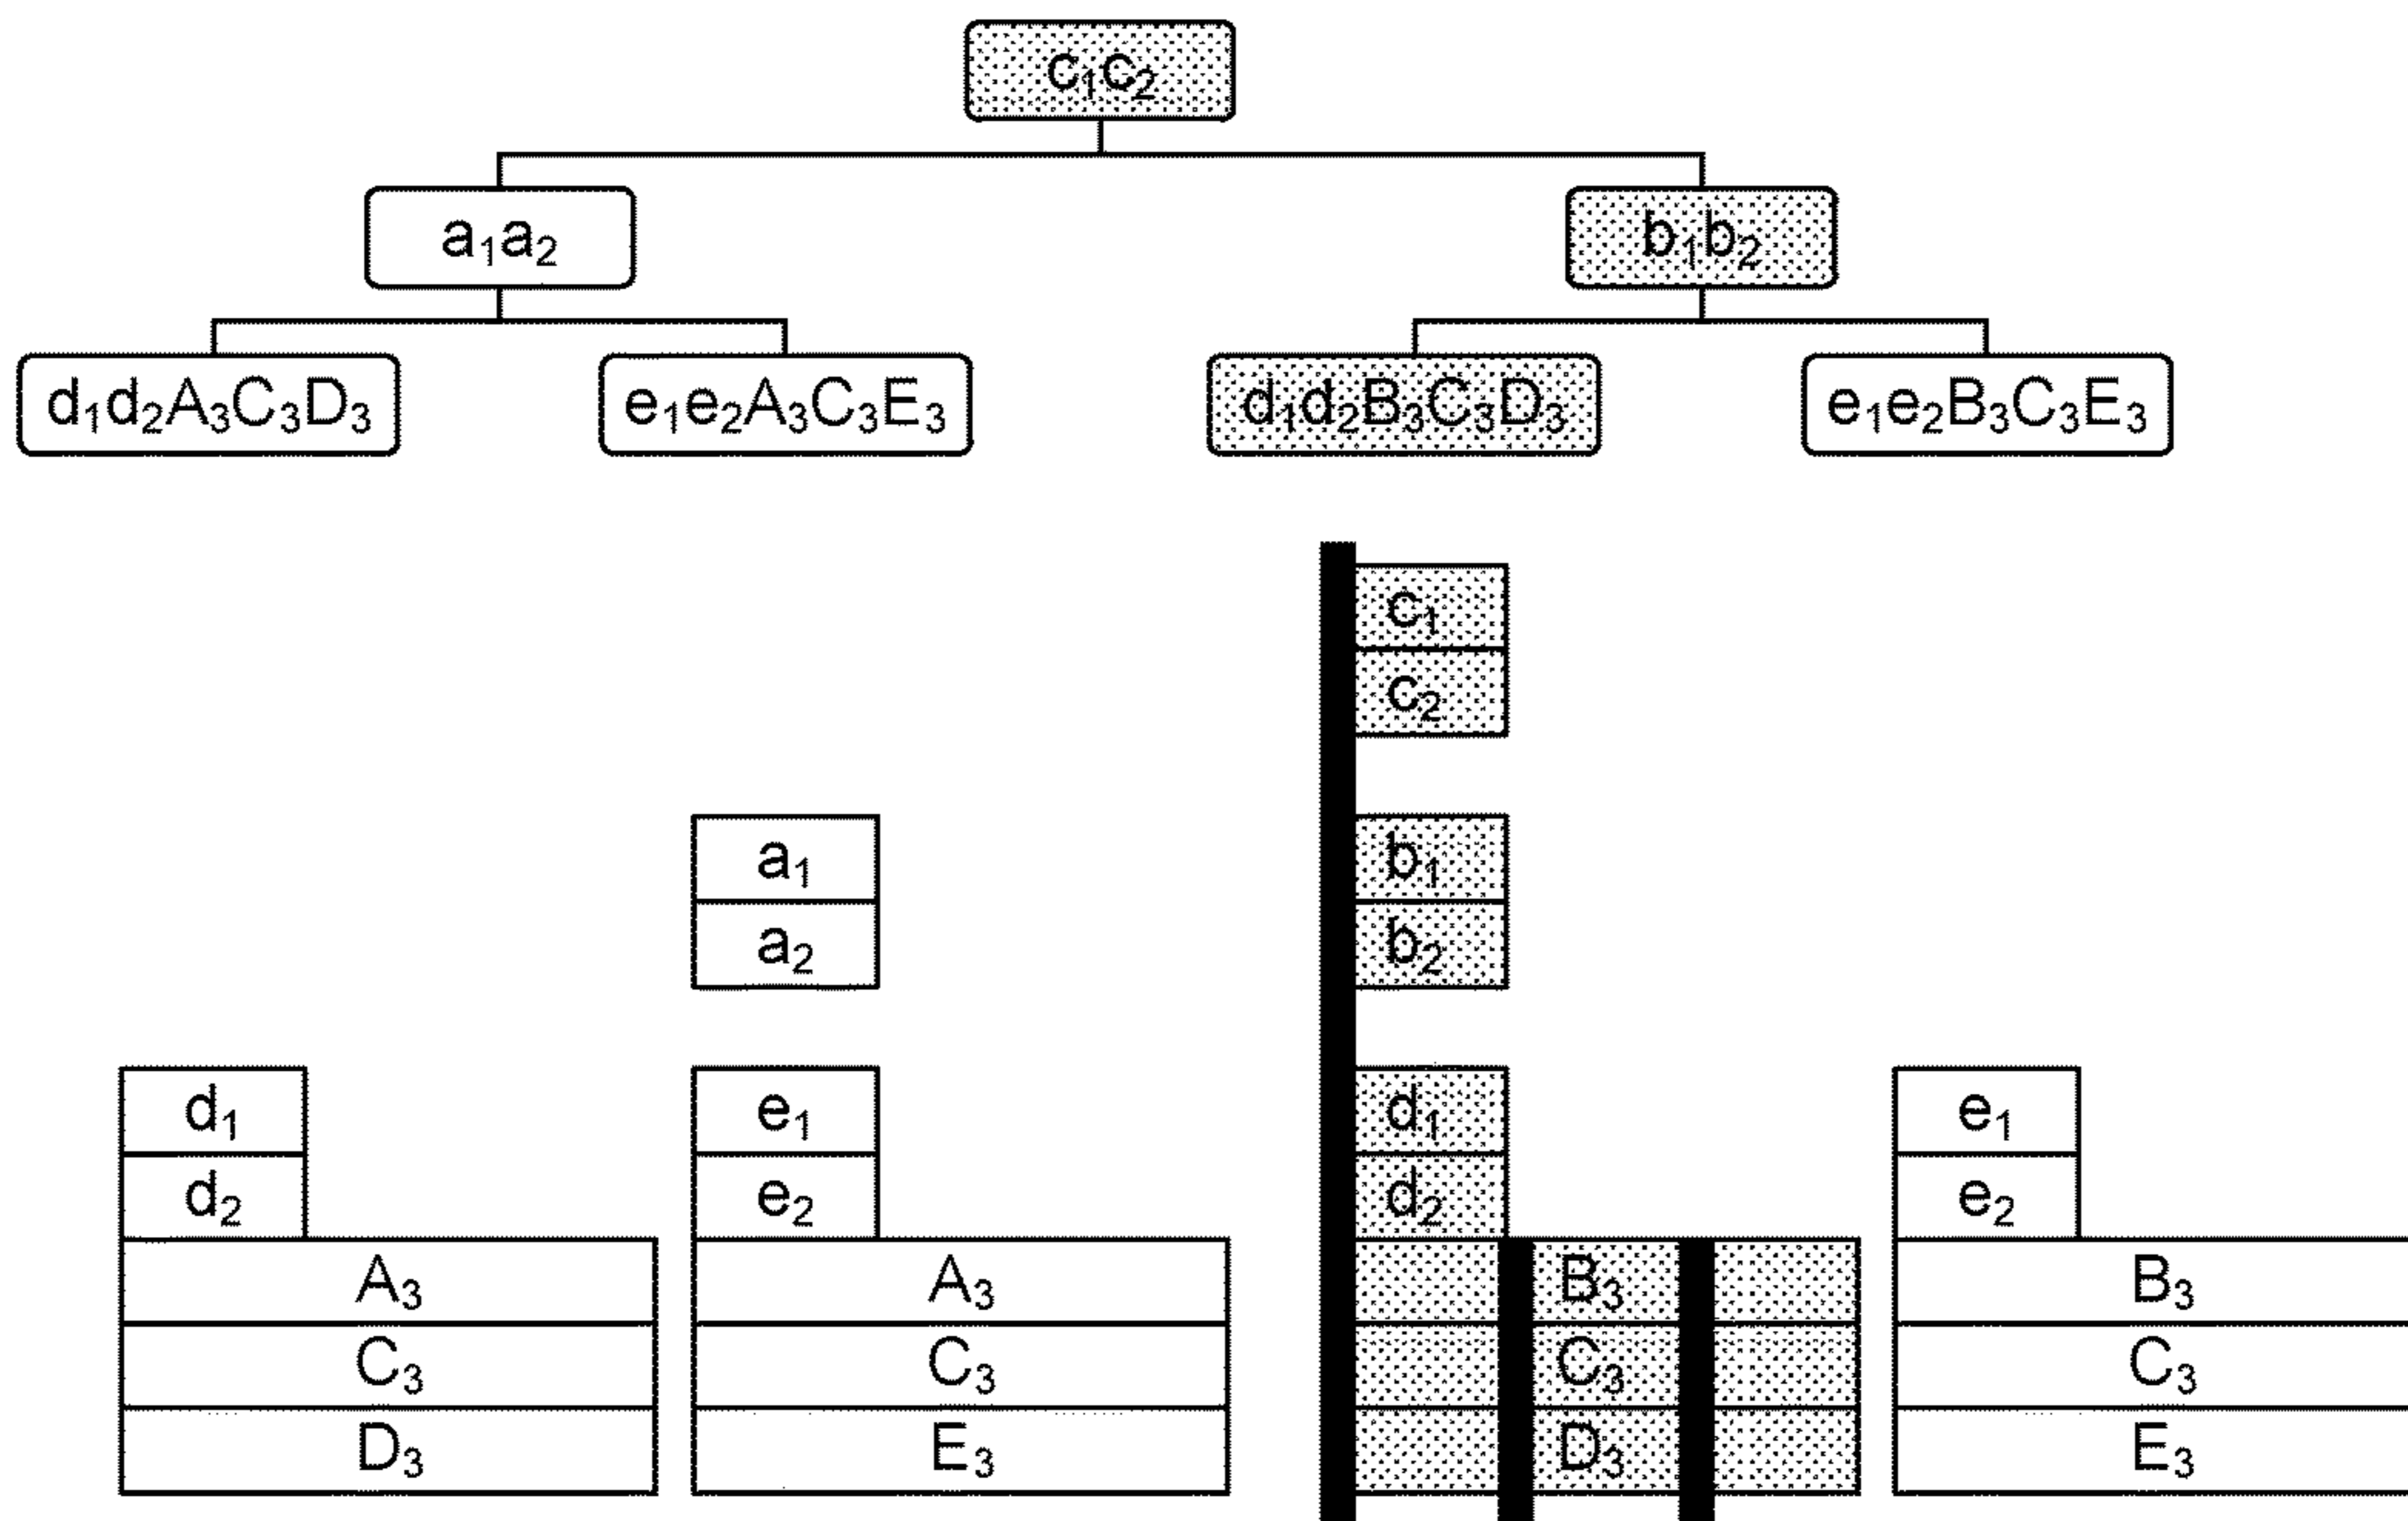 c₁c₂
a₁a₂ b₁b₂
d₁d₂A₃C₃D₃ e₁e₂A₃C₃E₃ d₁d₂B₃C₃D₃ e₁e₂B₃C₃E₃
c₁
c₂
a₁ b₁
a₂ b₂
d₁ e₁ d₁ e₁
d₂ e₂ d₂ e₂
A₃ A₃ B₃ B₃
C₃ C₃ C₃ C₃
D₃ E₃ D₃ E₃